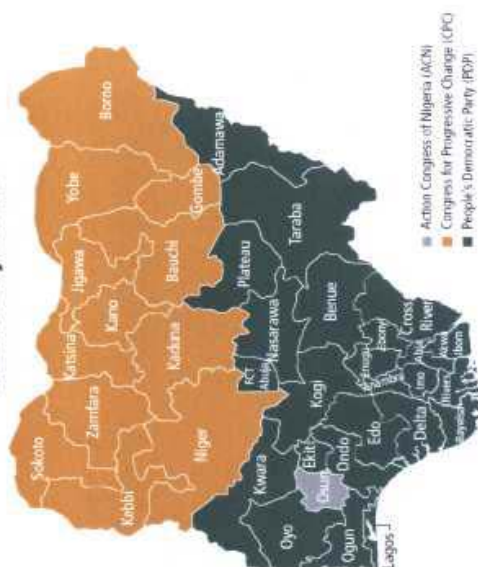 Sokoto
Katsina
Jigawa
Yobe
Borno
Zamfara
Kano
Kebbi
Kaduna
Bauchi
Gombe
Niger
Adamawa
Plateau
FCT
Abuja
Nasarawa
Taraba
Kwara
Kogi
Benue
Oyo
Ekiti
Osun
Ondo
Edo
Enugu
Ebonyi
Cross
River
Ogun
Lagos
Delta
Imo
Abia
Rivers
Akwa
Ibom
Bayelsa
Action Congress of Nigeria (ACN)
Congress for Progressive Change (CPC)
People's Democratic Party (PDP)